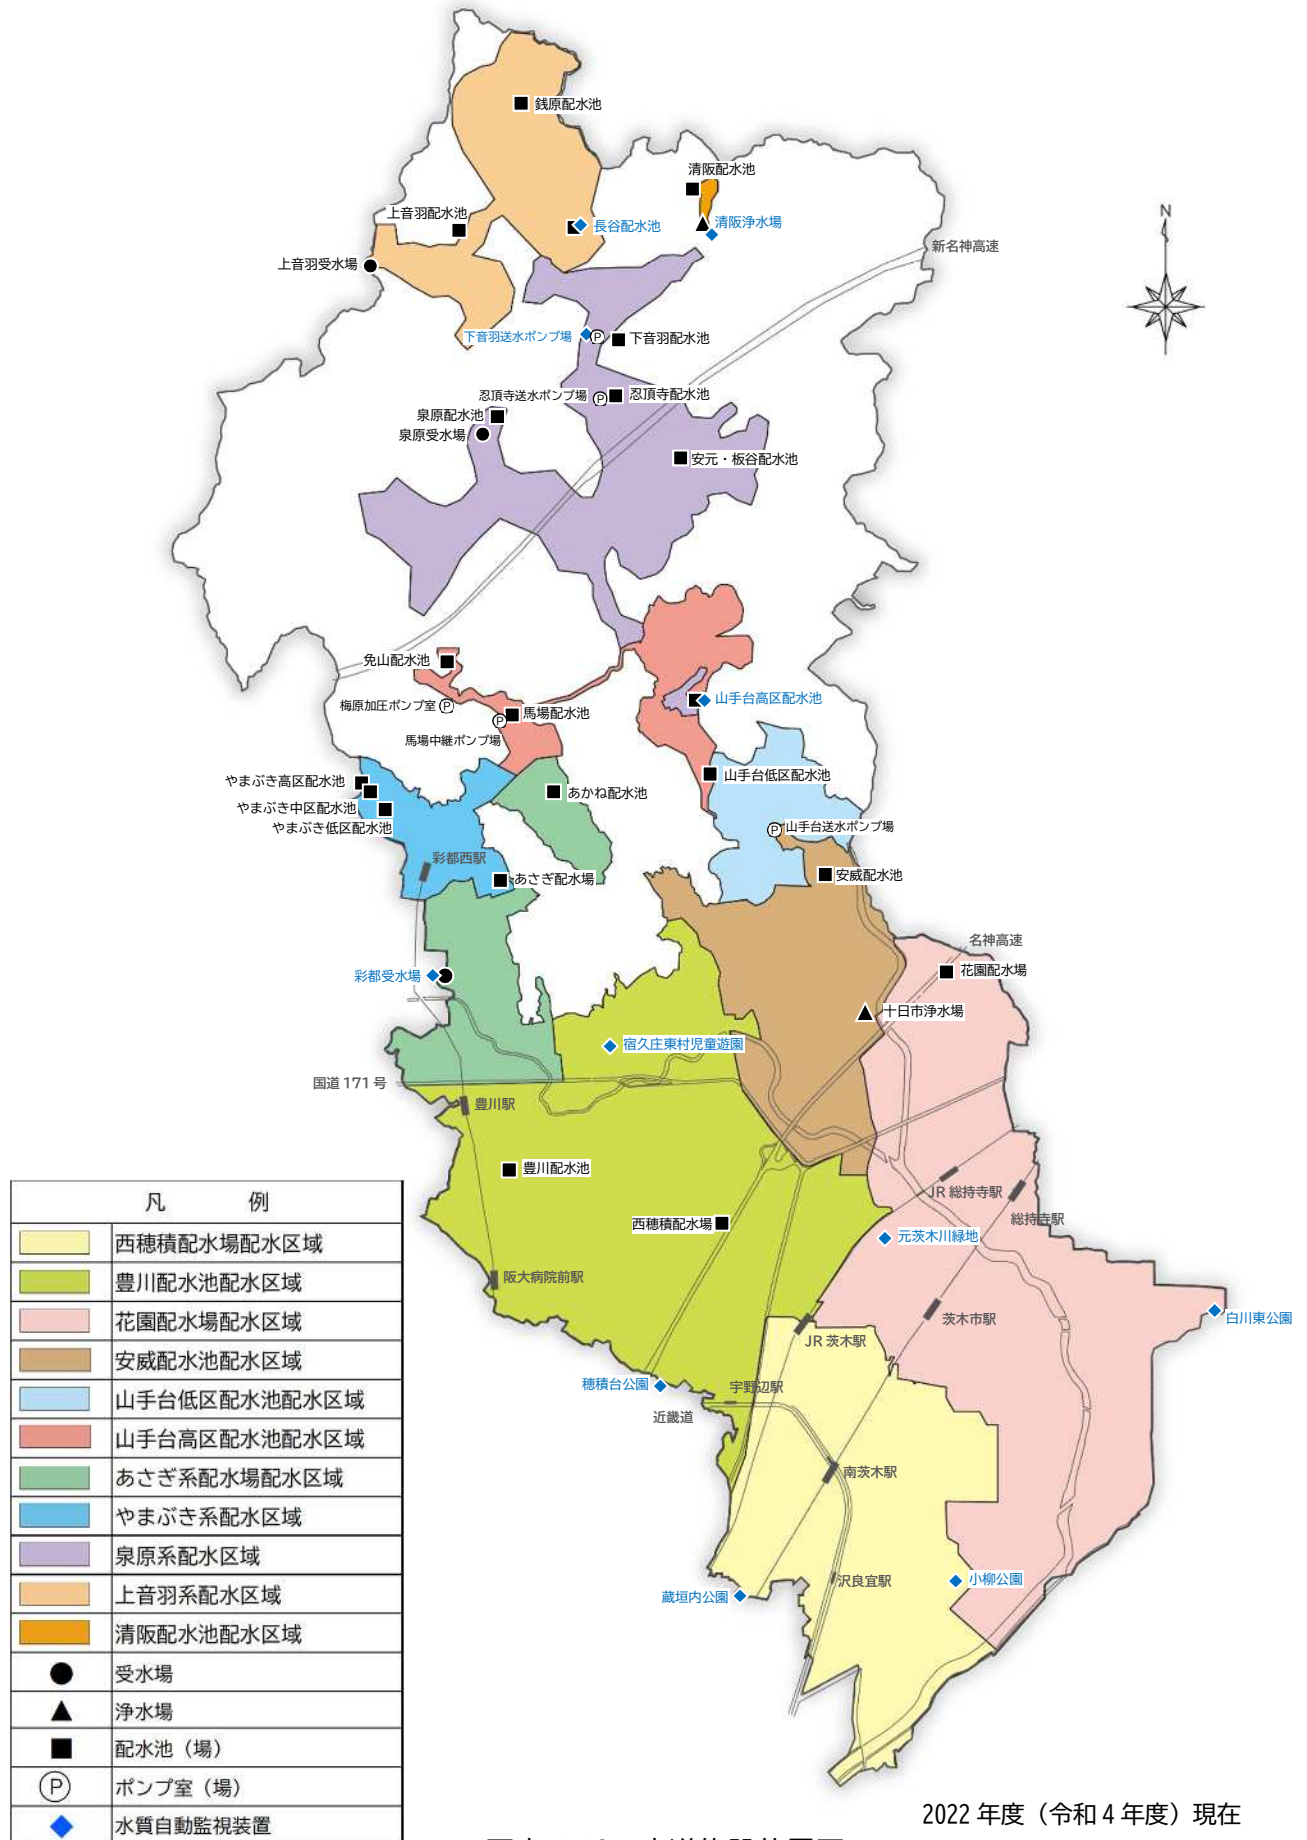 銭原配水池
清阪配水池
上音羽配水池
長谷配水池
清阪浄水場
N
新名神高速
上音羽受水場
下音羽送水ポンプ場
P
下音羽配水池
忍頂寺送水ポンプ場
P
忍頂寺配水池
泉原配水池
泉原受水場
安元・板谷配水池
免山配水池
梅原加圧ポンプ室
P
馬場配水池
P
馬場中継ポンプ場
山手台高区配水池
やまぶき高区配水池
あかね配水池
山手台低区配水池
やまぶき中区配水池
やまぶき低区配水池
P
山手台送水ポンプ場
彩都西駅
あさぎ配水場
安威配水池
名神高速
彩都受水場
花園配水場
十日市浄水場
宿久庄東村児童遊園
国道 171 号
豊川駅
豊川配水池
JR 総持寺駅
総持寺駅
西穂積配水場
元茨木川緑地
阪大病院前駅
茨木市駅
白川東公園
JR 茨木駅
穂積台公園
宇野辺駅
近畿道
南茨木駅
沢良宜駅
小柳公園
蔵垣内公園
凡 例
西穂積配水場配水区域
豊川配水池配水区域
花園配水場配水区域
安威配水池配水区域
山手台低区配水池配水区域
山手台高区配水池配水区域
あさぎ系配水場配水区域
やまぶき系配水区域
泉原系配水区域
上音羽系配水区域
清阪配水池配水区域
受水場
浄水場
配水池（場）
P
ポンプ室（場）
水質自動監視装置
2022 年度（令和 4 年度）現在